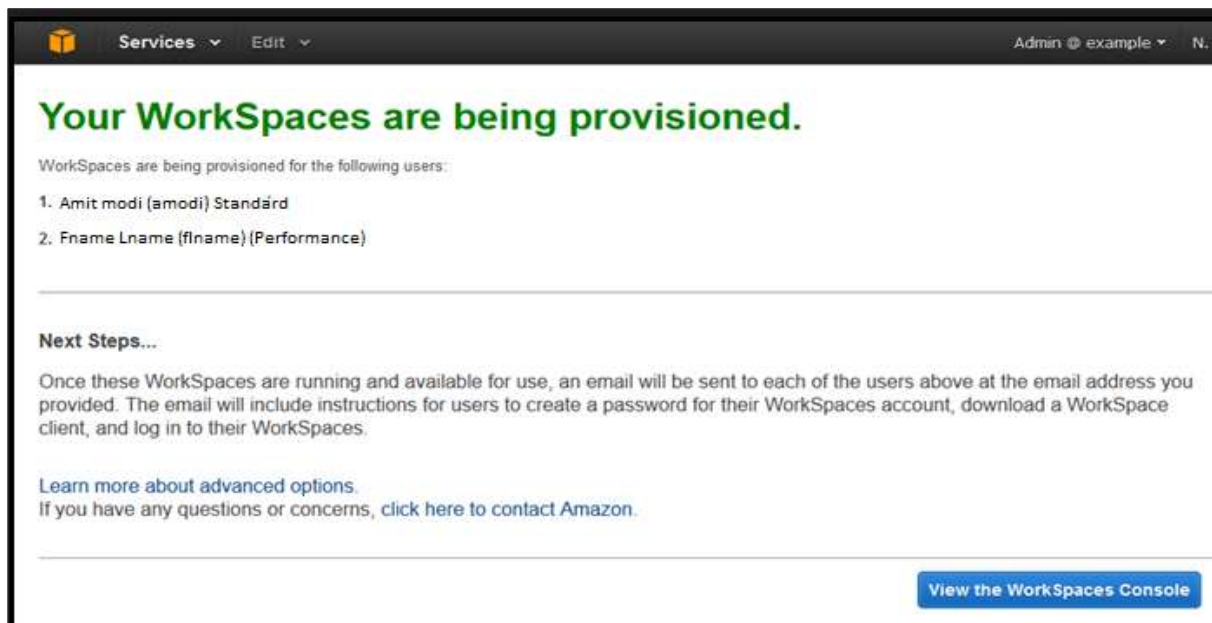 Services Edit Admin @ example N.
Your WorkSpaces are being provisioned.
WorkSpaces are being provisioned for the following users:
1. Amit modi (amodi) Standard
2. Fname Lname (flname) (Performance)
Next Steps...
Once these WorkSpaces are running and available for use, an email will be sent to each of the users above at the email address you
provided. The email will include instructions for users to create a password for their WorkSpaces account, download a WorkSpace
client, and log in to their WorkSpaces.
Learn more about advanced options.
If you have any questions or concerns, click here to contact Amazon.
View the WorkSpaces Console